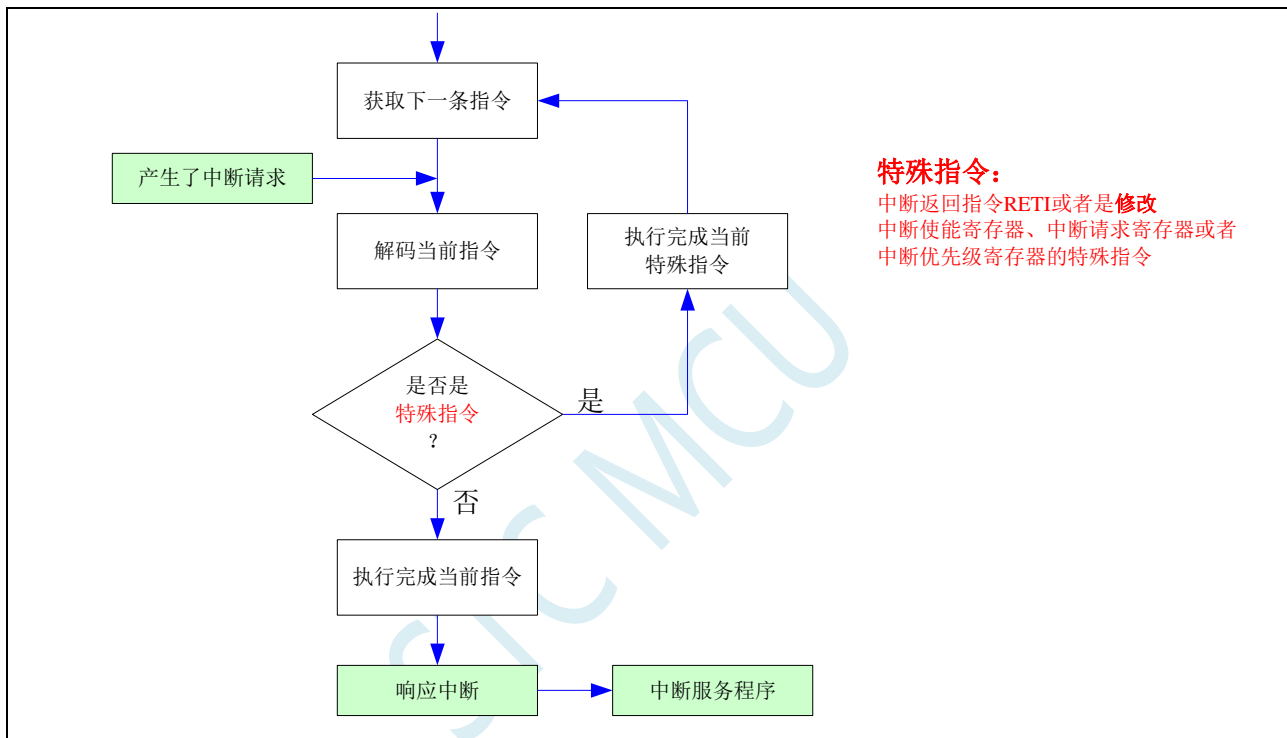 获取下一条指令
产生了中断请求
解码当前指令
执行完成当前
特殊指令
特殊指令：
中断返回指令RETI或者是修改
中断使能寄存器、中断请求寄存器或者
中断优先级寄存器的特殊指令
是否是
特殊指令
？
是
否
执行完成当前指令
响应中断
中断服务程序
STC MCU